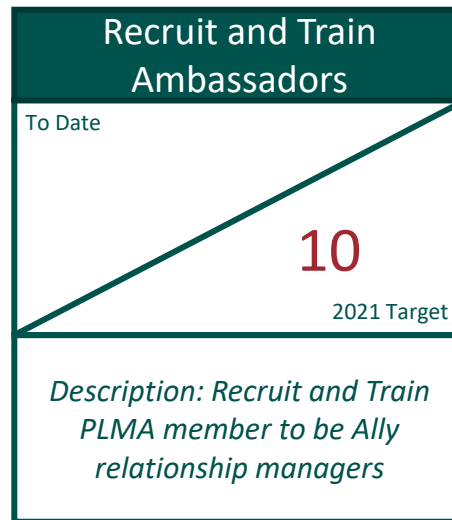 Recruit and Train
Ambassadors
To Date
10
2021 Target
Description: Recruit and Train
PLMA member to be Ally
relationship managers